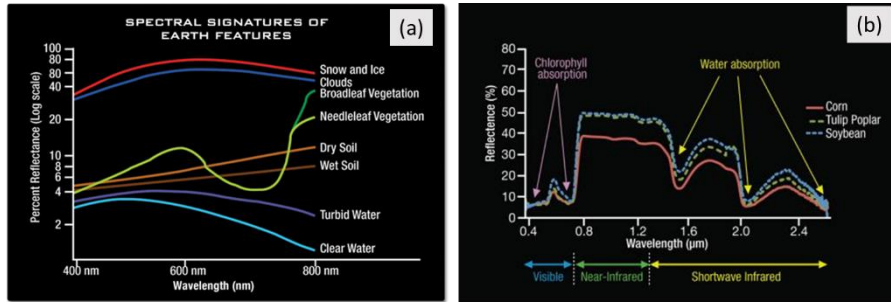 SPECTRAL SIGNATURES OF
EARTH FEATURES
(a)
Percent Reflectance (Log scale)
100
80
40
20
10
8
6
4
2
Snow and Ice
Clouds
Broadleaf Vegetation
Needleleaf Vegetation
Dry Soil
Wet Soil
Turbid Water
Clear Water
400 nm
600 nm
800 nm
Wavelength (nm)
(b)
Reflectence (%)
80
70
60
50
40
30
20
10
0
Chlorophyll
absorption
Water absorption
Corn
Tulip Poplar
Soybean
0.4
0.8
1.2
1.6
2.0
2.4
Wavelength (µm)
Visible
Near-Infrared
Shortwave Infrared